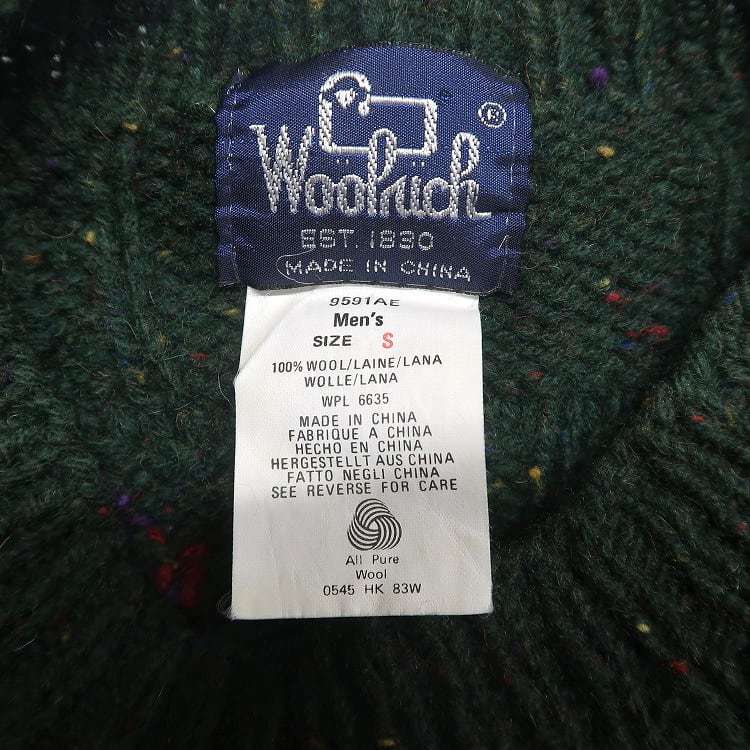 ®
Woolrich
EST. 1830
MADE IN CHINA
9591AE
Men's
SIZE S
100% WOOL/LAINE/LANA
WOLLE/LANA
WPL 6635
MADE IN CHINA
FABRIQUE A CHINA
HECHO EN CHINA
HERGESTELLT AUS CHINA
FATTO NEGLI CHINA
SEE REVERSE FOR CARE
All Pure
Wool
0545 HK 83W